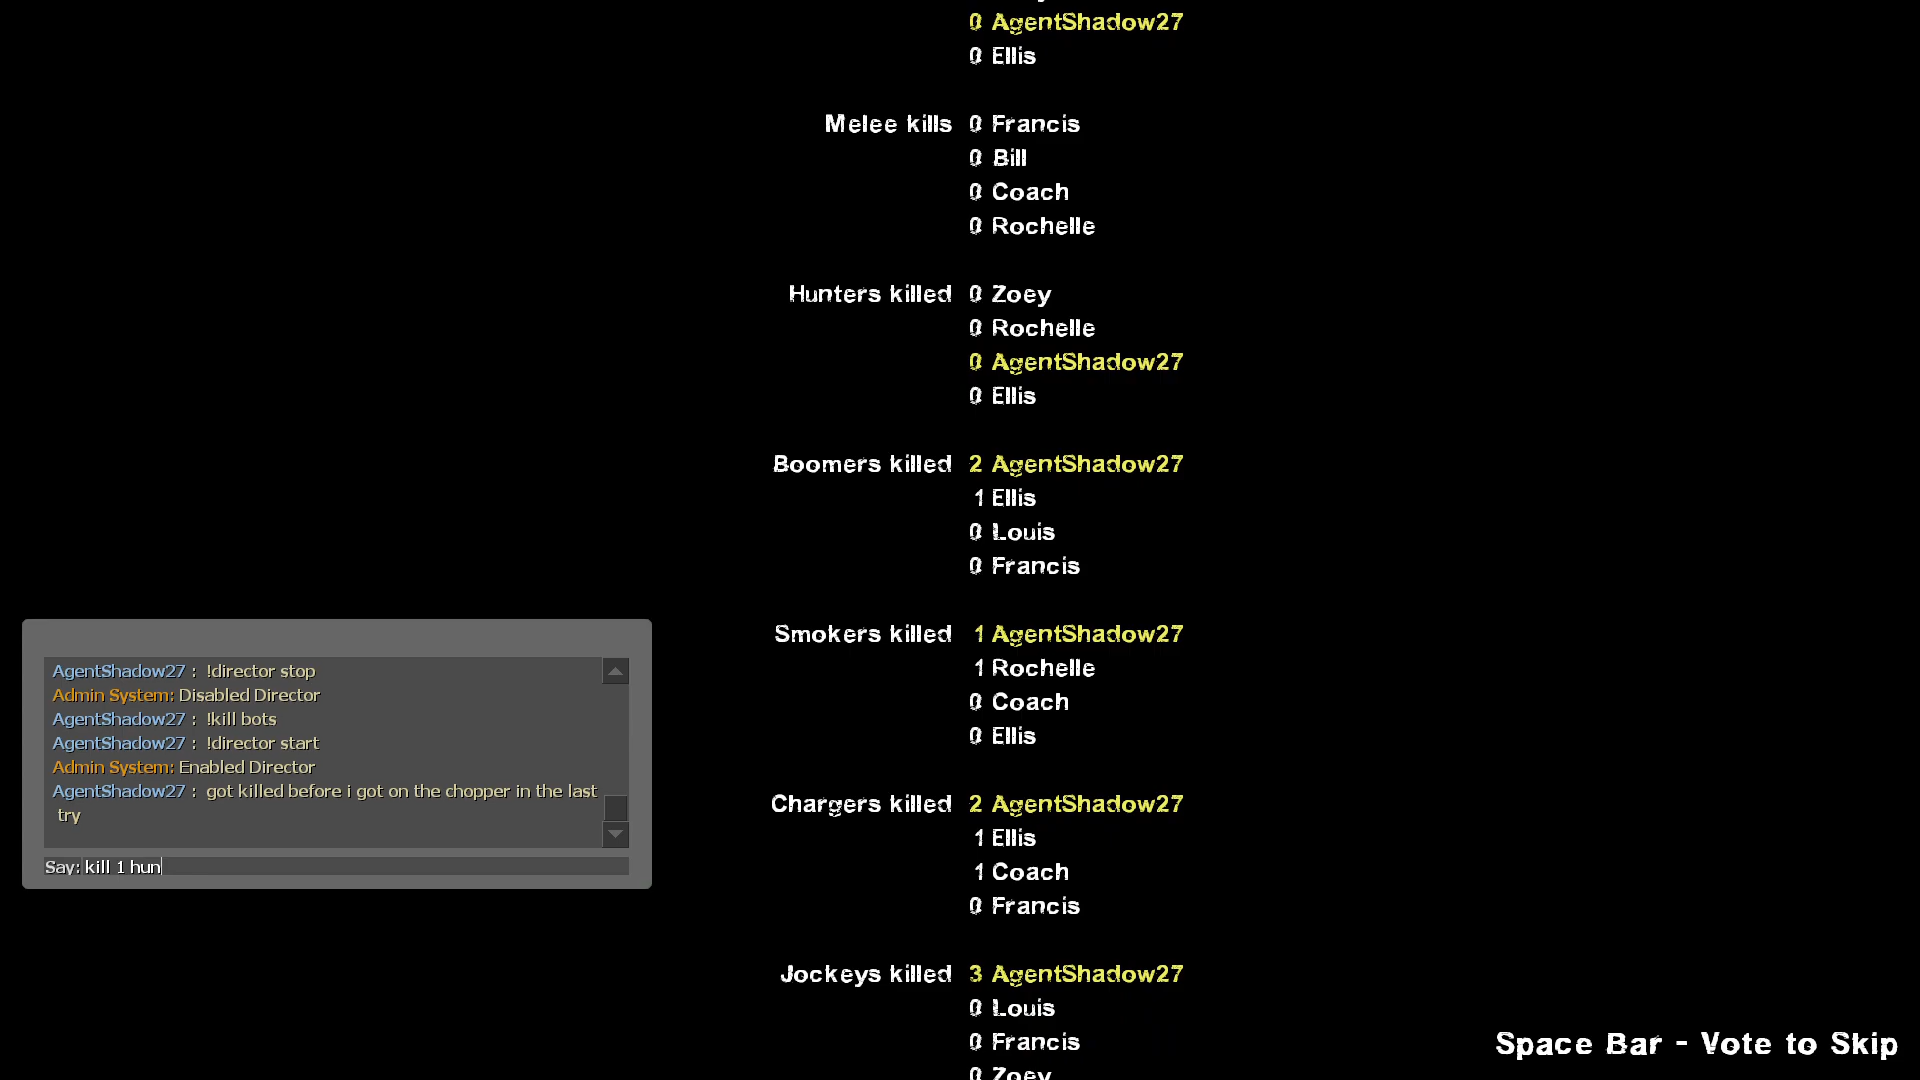 0 AgentShadow27
0 Ellis
Melee kills 0 Francis
0 Bill
0 Coach
0 Rochelle
Hunters killed 0 Zoey
0 Rochelle
0 AgentShadow27
0 Ellis
Boomers killed 2 AgentShadow27
1 Ellis
0 Louis
0 Francis
Smokers killed 1 AgentShadow27
1 Rochelle
0 Coach
0 Ellis
Chargers killed 2 AgentShadow27
1 Ellis
1 Coach
0 Francis
Jockeys killed 3 AgentShadow27
0 Louis
0 Francis
0 Zoey
AgentShadow27 : !director stop
Admin System: Disabled Director
AgentShadow27 : !kill bots
AgentShadow27 : !director start
Admin System: Enabled Director
AgentShadow27 : got killed before i got on the chopper in the last
try
Say: kill 1 hun
Space Bar - Vote to Skip